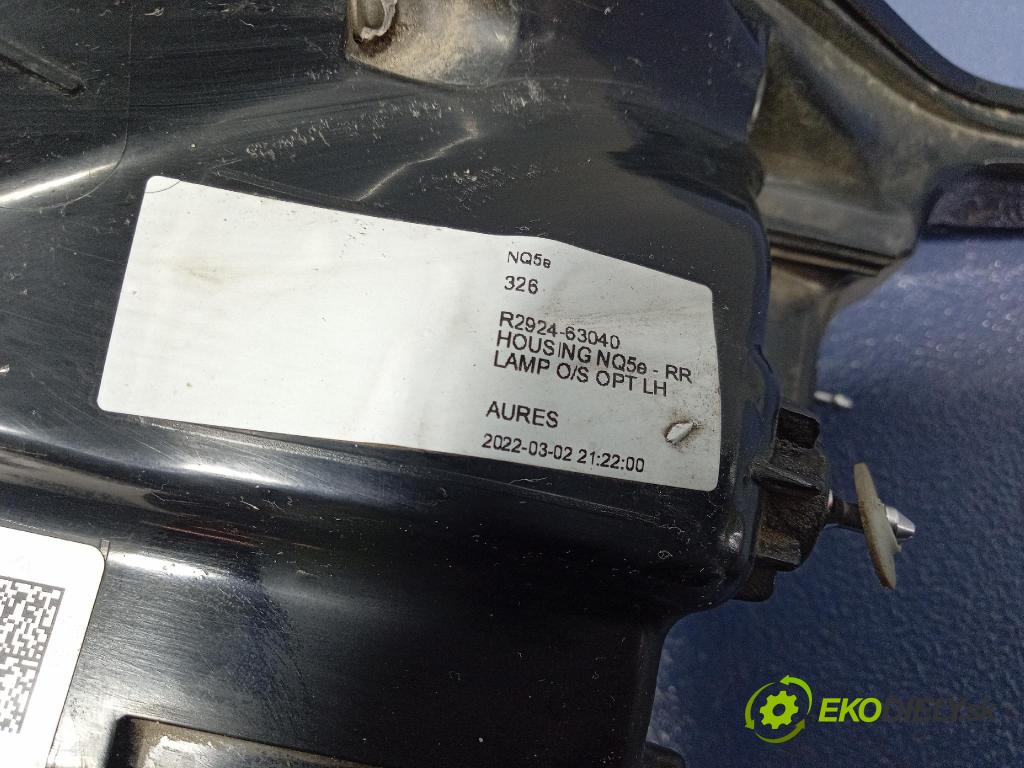 NQ5e
326
R2924-63040
HOUSING NQ5e - RR
LAMP O/S OPT LH
AURES
2022-03-02 21:22:00
EKODIELY.SK